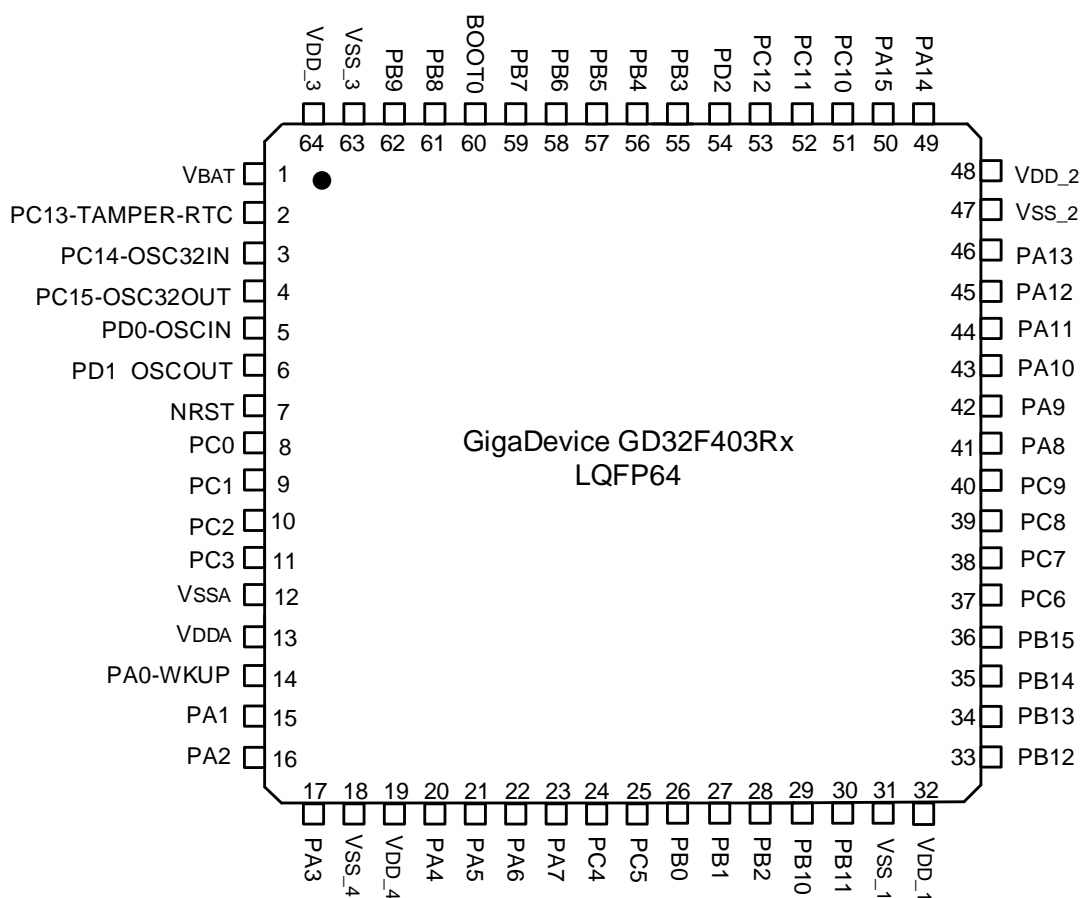 VDD_3
VSS_3
PB9
PB8
BOOT0
PB7
PB6
PB5
PB4
PB3
PD2
PC12
PC11
PC10
PA15
PA14
64
63
62
61
60
59
58
57
56
55
54
53
52
51
50
49
VBAT 1
PC13-TAMPER-RTC 2
PC14-OSC32IN 3
PC15-OSC32OUT 4
PD0-OSCIN 5
PD1 OSCOUT 6
NRST 7
PC0 8
PC1 9
PC2 10
PC3 11
VSSA 12
VDDA 13
PA0-WKUP 14
PA1 15
PA2 16
GigaDevice GD32F403Rx
LQFP64
48 VDD_2
47 VSS_2
46 PA13
45 PA12
44 PA11
43 PA10
42 PA9
41 PA8
40 PC9
39 PC8
38 PC7
37 PC6
36 PB15
35 PB14
34 PB13
33 PB12
17
18
19
20
21
22
23
24
25
26
27
28
29
30
31
32
PA3
VSS_4
VDD_4
PA4
PA5
PA6
PA7
PC4
PC5
PB0
PB1
PB2
PB10
PB11
VSS_1
VDD_1